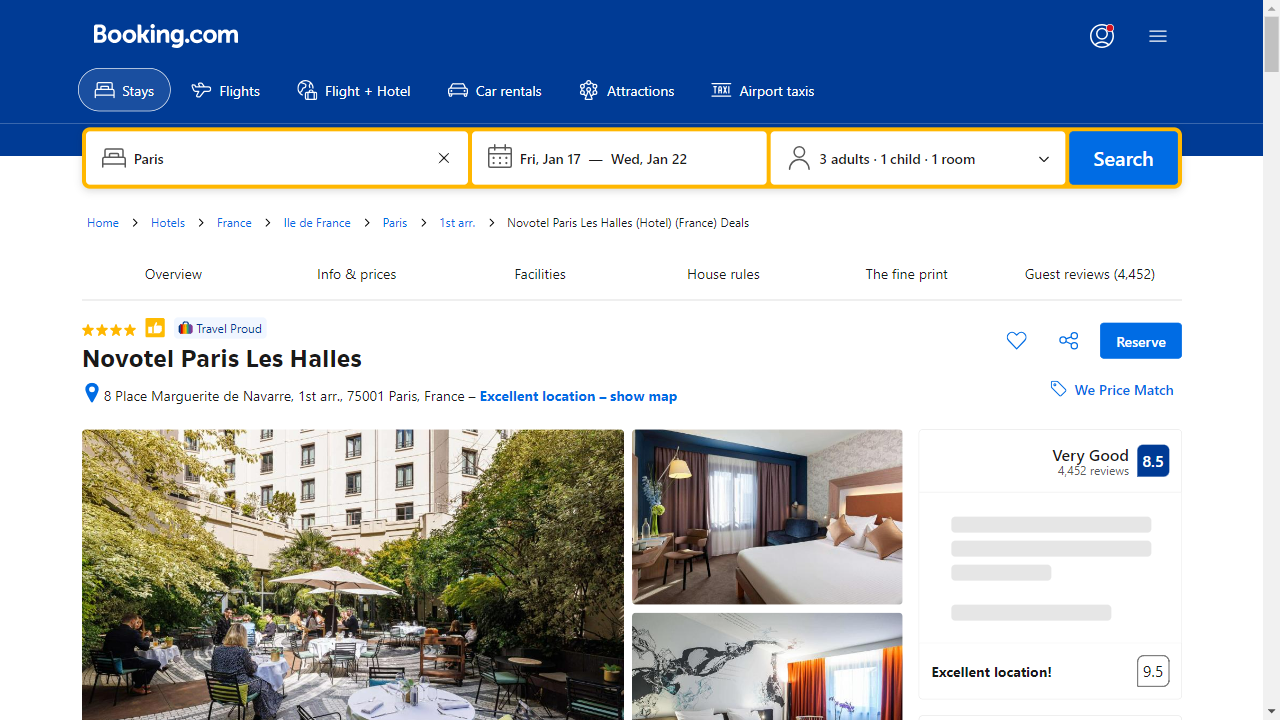 Booking.com
Stays
Flights
Flight + Hotel
Car rentals
Attractions
TAXI Airport taxis
Paris
Fri, Jan 17 — Wed, Jan 22
3 adults · 1 child · 1 room
Search
Home > Hotels > France > Ile de France > Paris > 1st arr. > Novotel Paris Les Halles (Hotel) (France) Deals
Overview
Info & prices
Facilities
House rules
The fine print
Guest reviews (4,452)
Travel Proud
Novotel Paris Les Halles
Reserve
8 Place Marguerite de Navarre, 1st arr., 75001 Paris, France – Excellent location – show map
We Price Match
Very Good
4,452 reviews
8.5
Excellent location!
9.5